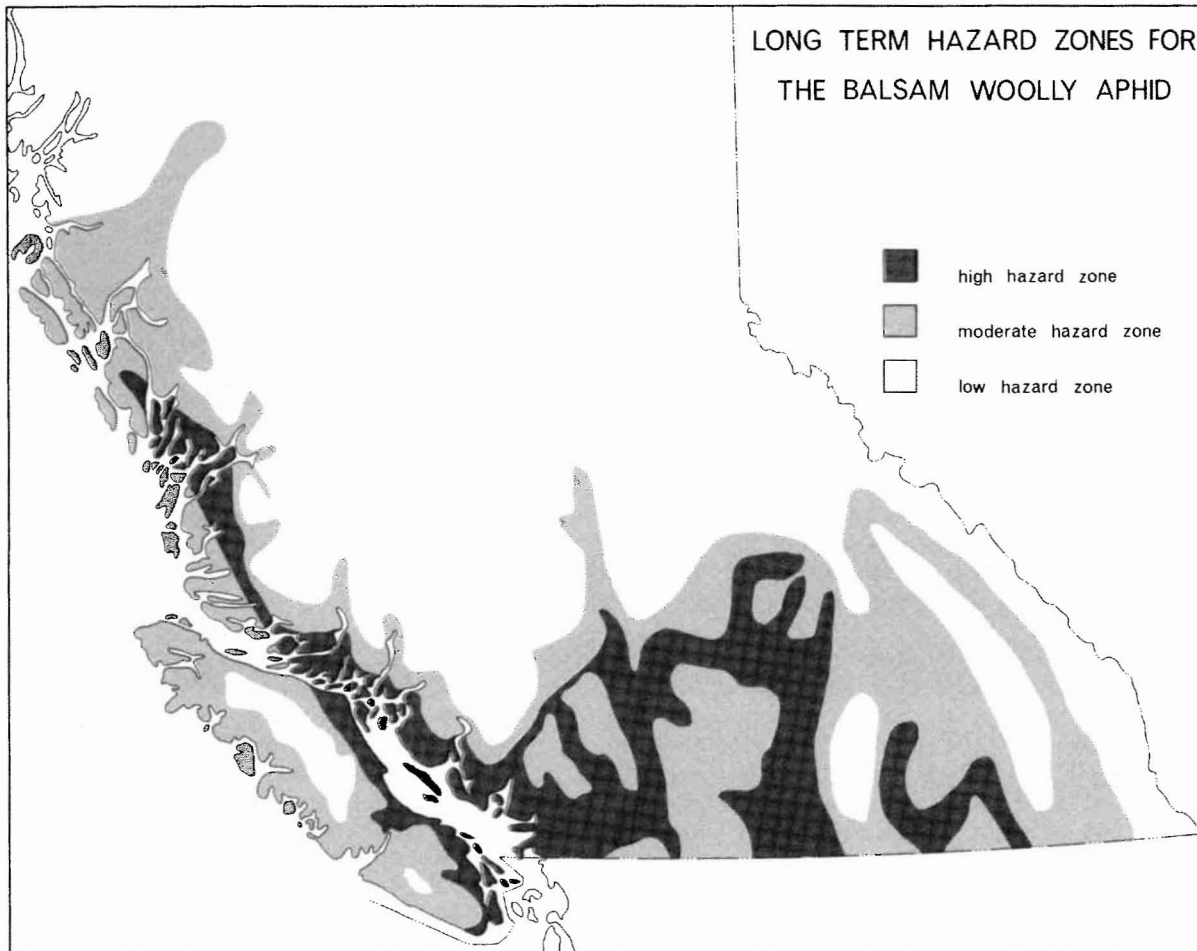 LONG TERM HAZARD ZONES FOR
THE BALSAM WOOLLY APHID
high hazard zone
moderate hazard zone
low hazard zone